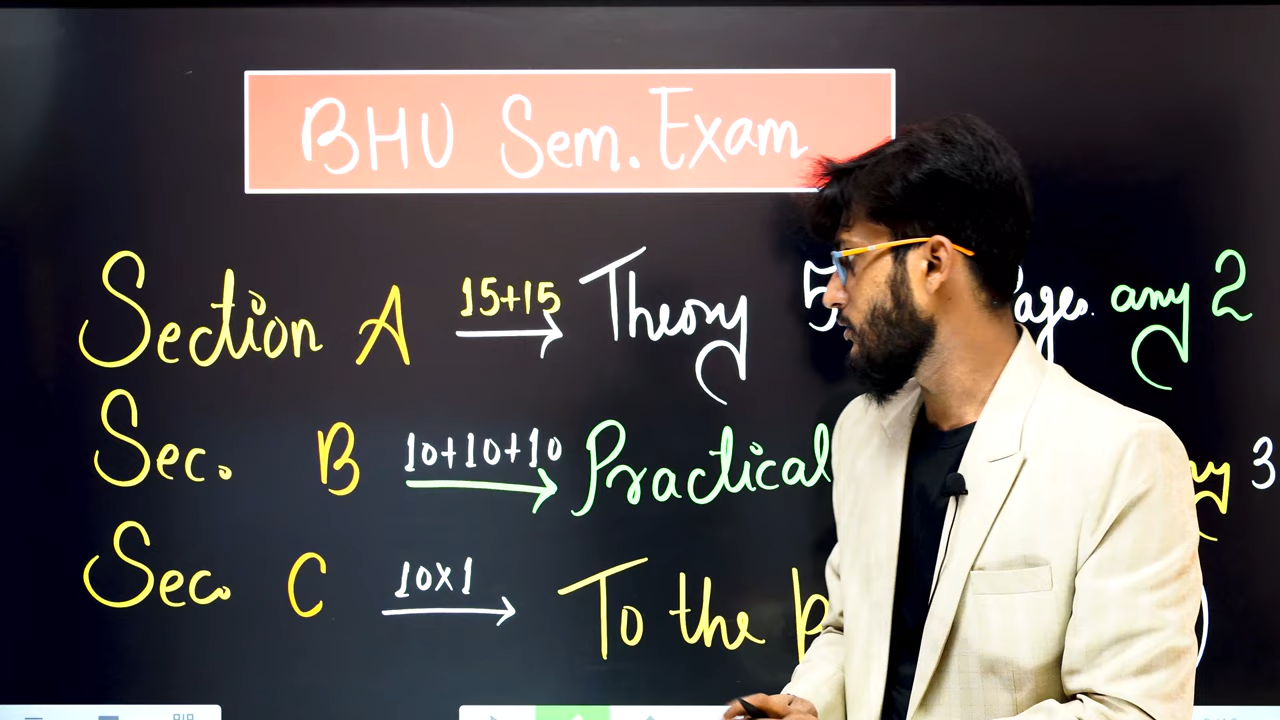 BHU Sem. Exam
Section A 15+15 Theory 5 any 2
Sec. B 10+10+10 Practical 3
Sec. C 10x1 To the